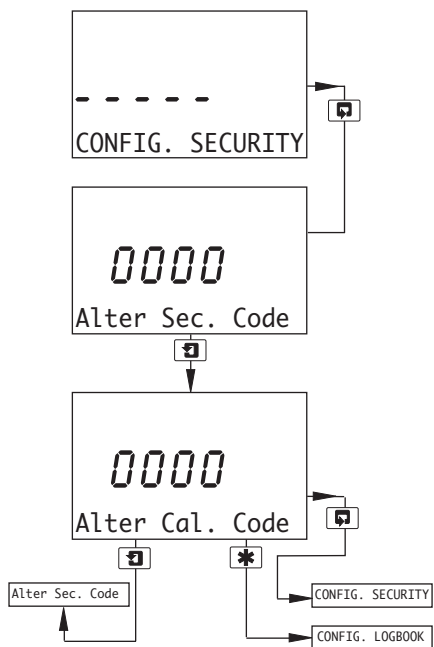 - - - - -
CONFIG. SECURITY
0000
Alter Sec. Code
0000
Alter Cal. Code
Alter Sec. Code
CONFIG. SECURITY
CONFIG. LOGBOOK